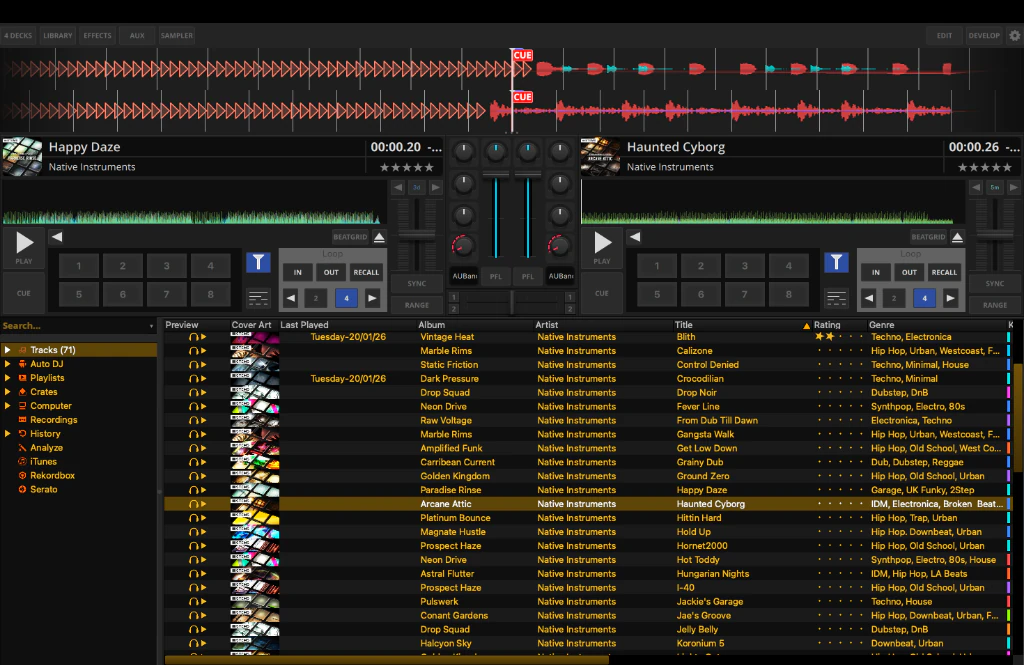 4 DECKS LIBRARY EFFECTS AUX SAMPLER EDIT DEVELOP
CUE
CUE
Happy Daze 00:00.20 -...
Native Instruments
Haunted Cyborg 00:00.26 -...
Native Instruments
3d
5m
BEATGRID
BEATGRID
PLAY
CUE
1 2 3 4
5 6 7 8
Loop
IN OUT RECALL
2 4
SYNC
RANGE
AUBan PFL PFL AUBan
1 1
2 2
PLAY
CUE
1 2 3 4
5 6 7 8
Loop
IN OUT RECALL
2 4
SYNC
RANGE
Search...
Tracks (71)
Auto DJ
Playlists
Crates
Computer
Recordings
History
Analyze
iTunes
Rekordbox
Serato
Preview Cover Art Last Played Album Artist Title Rating Genre K
Tuesday-20/01/26 Vintage Heat Native Instruments Blith Techno, Electronica
Marble Rims Native Instruments Calizone Hip Hop, Urban, Westcoast, F...
Static Friction Native Instruments Control Denied Techno, Minimal, House
Tuesday-20/01/26 Dark Pressure Native Instruments Crocodilian Techno, Minimal
Drop Squad Native Instruments Drop Noir Dubstep, DnB
Neon Drive Native Instruments Fever Line Synthpop, Electro, 80s
Raw Voltage Native Instruments From Dub Till Dawn Electronica, Techno
Marble Rims Native Instruments Gangsta Walk Hip Hop, Urban, Westcoast, F...
Amplified Funk Native Instruments Get Low Down Hip Hop, Old School, West Co...
Carribean Current Native Instruments Grainy Dub Dub, Dubstep, Reggae
Golden Kingdom Native Instruments Ground Zero Hip Hop, Old School, Urban
Paradise Rinse Native Instruments Happy Daze Garage, UK Funky, 2Step
Arcane Attic Native Instruments Haunted Cyborg IDM, Electronica, Broken Beat...
Platinum Bounce Native Instruments Hittin Hard Hip Hop, Trap, Urban
Magnate Hustle Native Instruments Hold Up Hip Hop. Downbeat, Urban
Prospect Haze Native Instruments Hornet2000 Hip Hop, Old School, Urban
Neon Drive Native Instruments Hot Toddy Synthpop, Electro, 80s, House
Astral Flutter Native Instruments Hungarian Nights IDM, Hip Hop, LA Beats
Prospect Haze Native Instruments I-40 Hip Hop, Old School, Urban
Pulswerk Native Instruments Jackie's Garage Techno, House
Conant Gardens Native Instruments Jae's Groove Hip Hop, Downbeat, Urban, F...
Drop Squad Native Instruments Jelly Belly Dubstep, DnB
Halcyon Sky Native Instruments Koronium 5 Downbeat, Urban